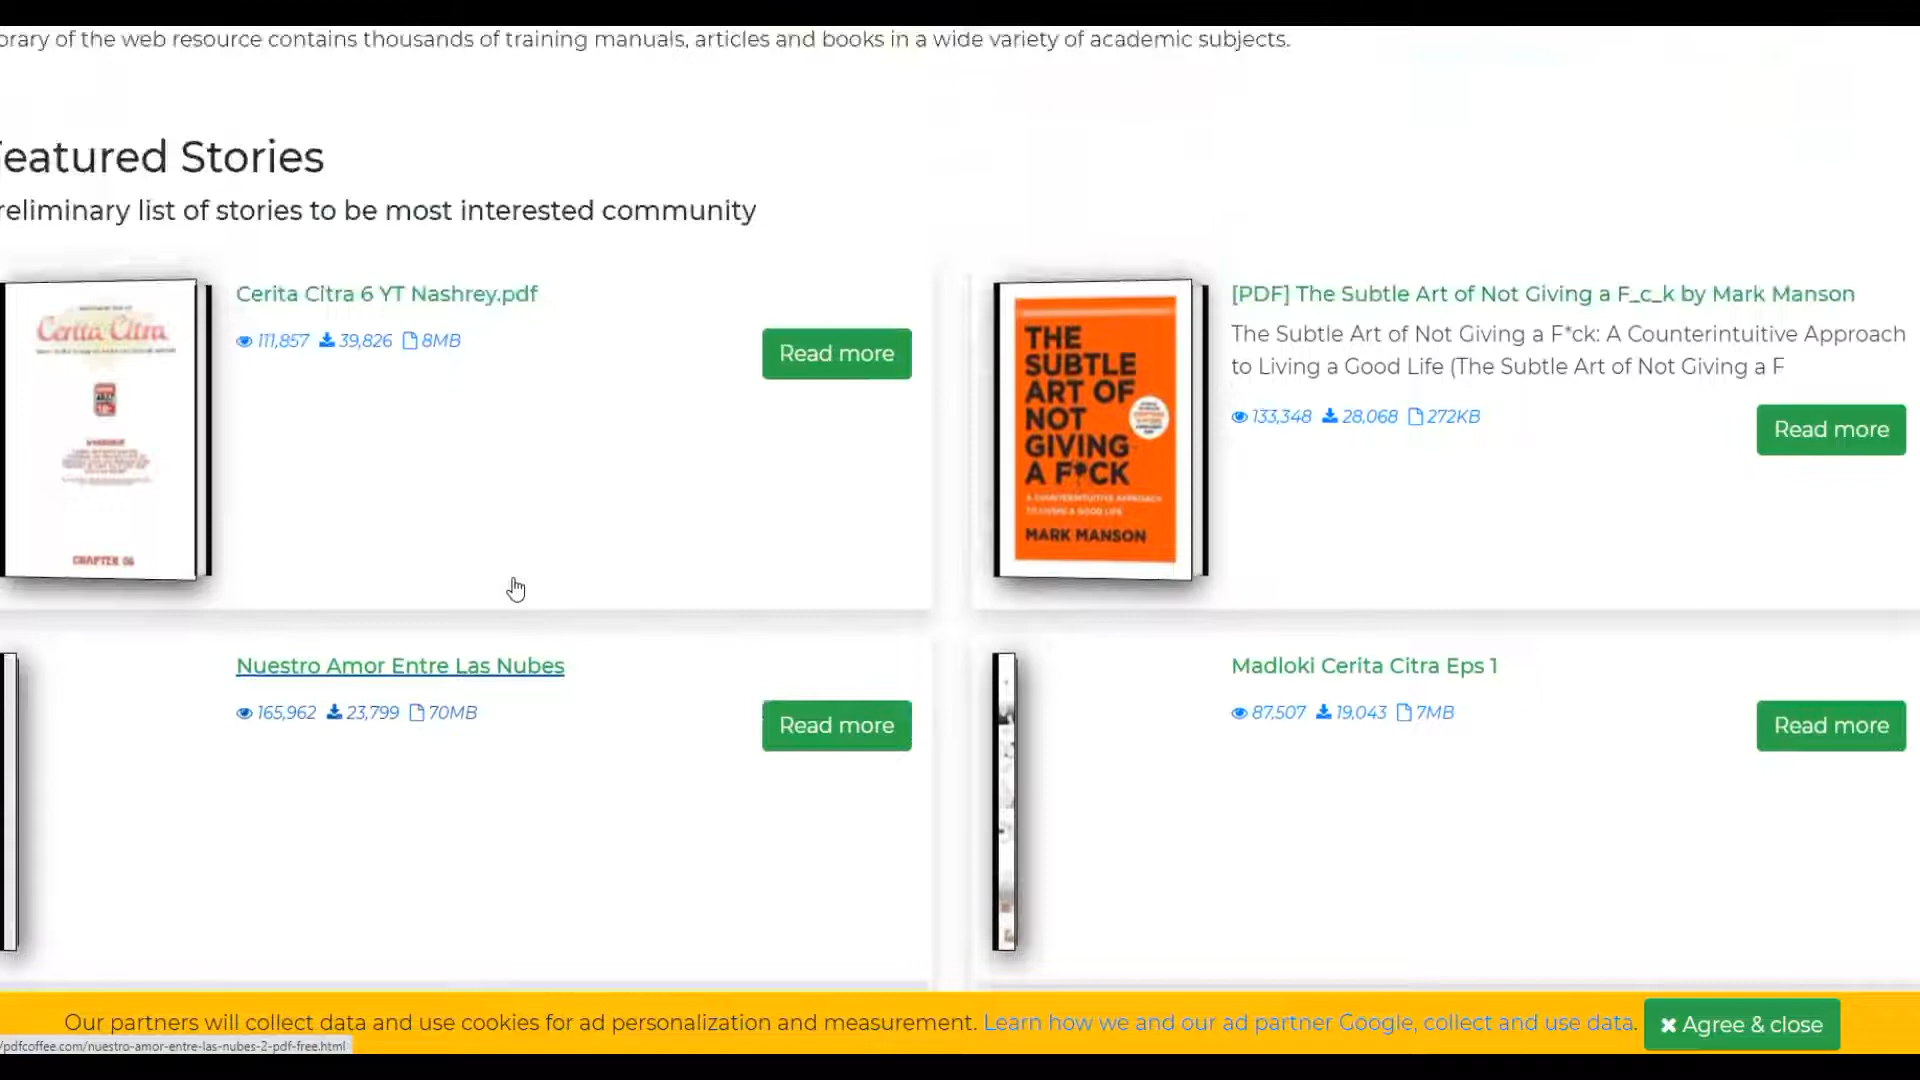 brary of the web resource contains thousands of training manuals, articles and books in a wide variety of academic subjects.
Featured Stories
reliminary list of stories to be most interested community
Cerita Citra
CHAPTER 06
Cerita Citra 6 YT Nashrey.pdf
111,857 39,826 8MB
Read more
THE
SUBTLE
ART OF
NOT
GIVING
A F*CK
A COUNTERINTUITIVE APPROACH
TO LIVING A GOOD LIFE
MARK MANSON
[PDF] The Subtle Art of Not Giving a F_c_k by Mark Manson
The Subtle Art of Not Giving a F*ck: A Counterintuitive Approach
to Living a Good Life (The Subtle Art of Not Giving a F
133,348 28,068 272KB
Read more
Nuestro Amor Entre Las Nubes
165,962 23,799 70MB
Read more
Madloki Cerita Citra Eps 1
87,507 19,043 7MB
Read more
Our partners will collect data and use cookies for ad personalization and measurement. Learn how we and our ad partner Google, collect and use data.
Agree & close
/pdfcoffee.com/nuestro-amor-entre-las-nubes-2-pdf-free.html